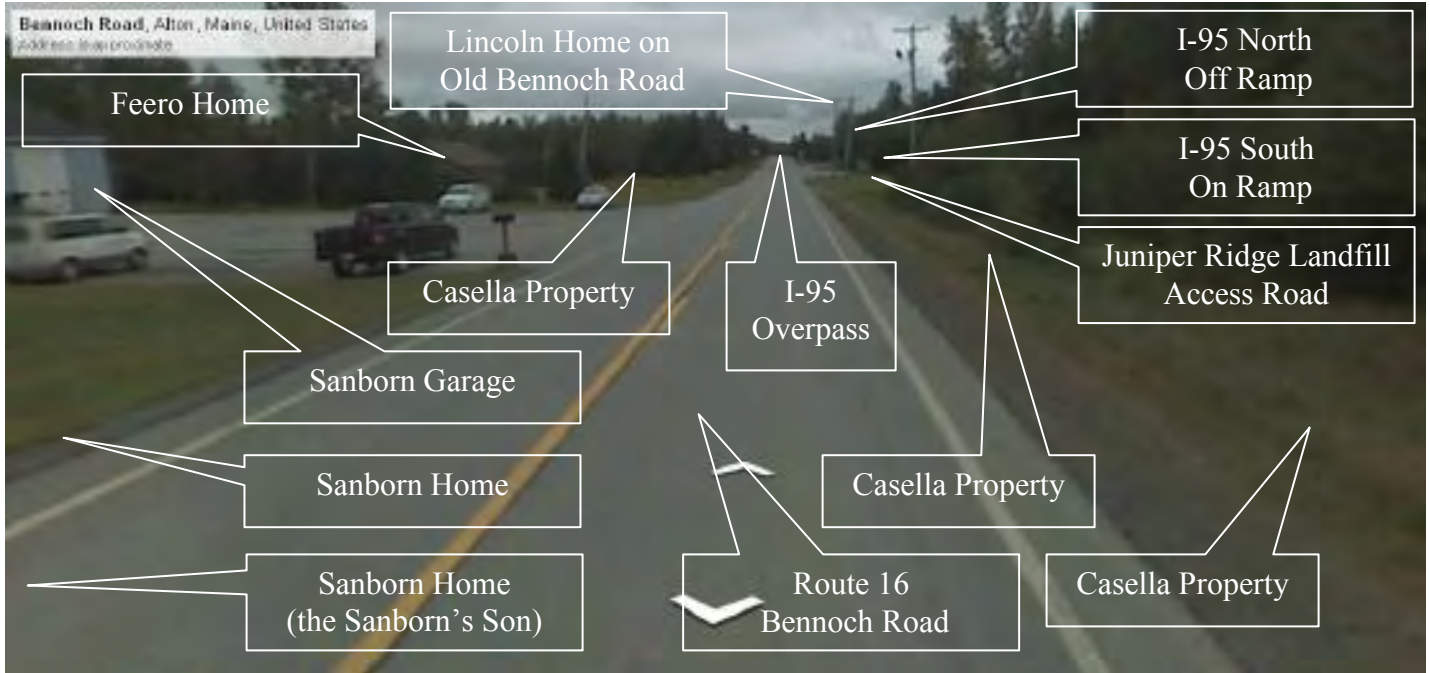 Bennoch Road, Alton, Maine, United States
Address is approximate
Feero Home
Lincoln Home on
Old Bennoch Road
I-95 North
Off Ramp
I-95 South
On Ramp
Juniper Ridge Landfill
Access Road
Casella Property
I-95
Overpass
Sanborn Garage
Sanborn Home
Casella Property
Sanborn Home
(the Sanborn’s Son)
Route 16
Bennoch Road
Casella Property